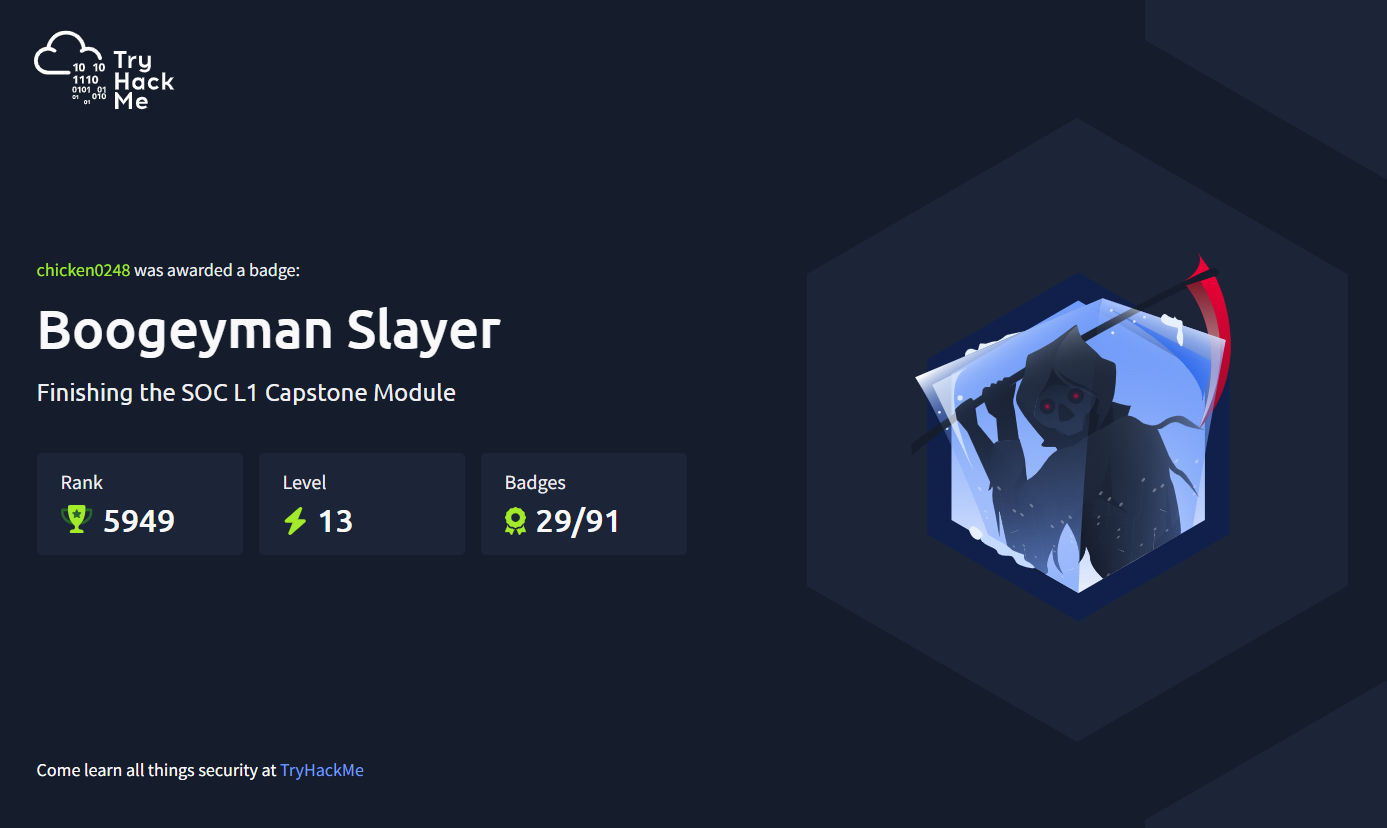 Try
Hack
Me
10 10
1110
0101 01
01 010
01
chicken0248 was awarded a badge:
Boogeyman Slayer
Finishing the SOC L1 Capstone Module
Rank
5949
Level
13
Badges
29/91
Come learn all things security at TryHackMe